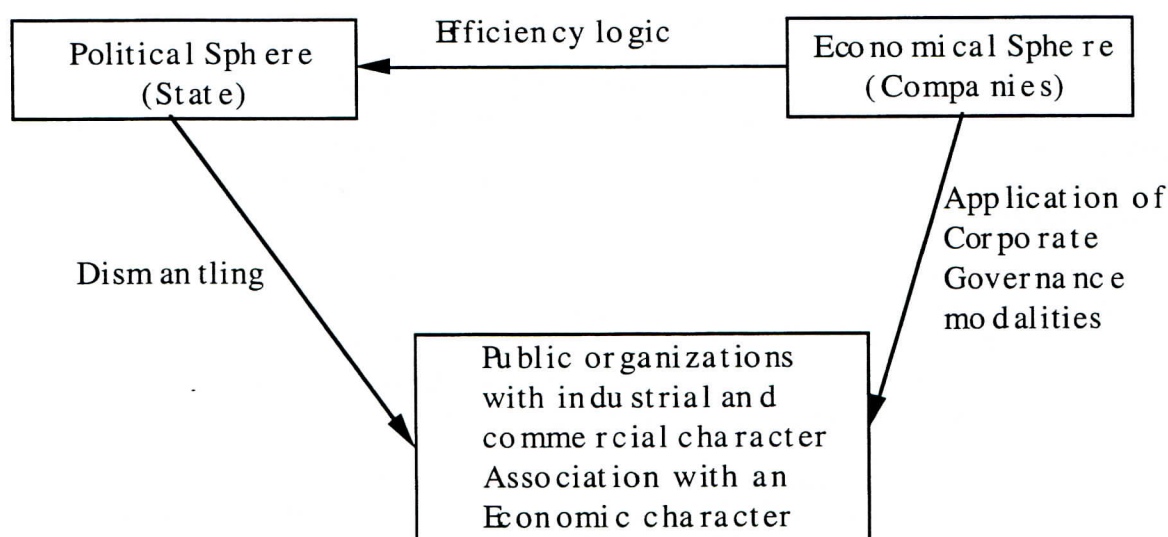 Efficiency logic
Political Sphere
(State)
Economical Sphere
(Companies)
Dismantling
Application of
Corporate
Governance
modalities
Public organizations
with industrial and
commercial character
Association with an
Economic character